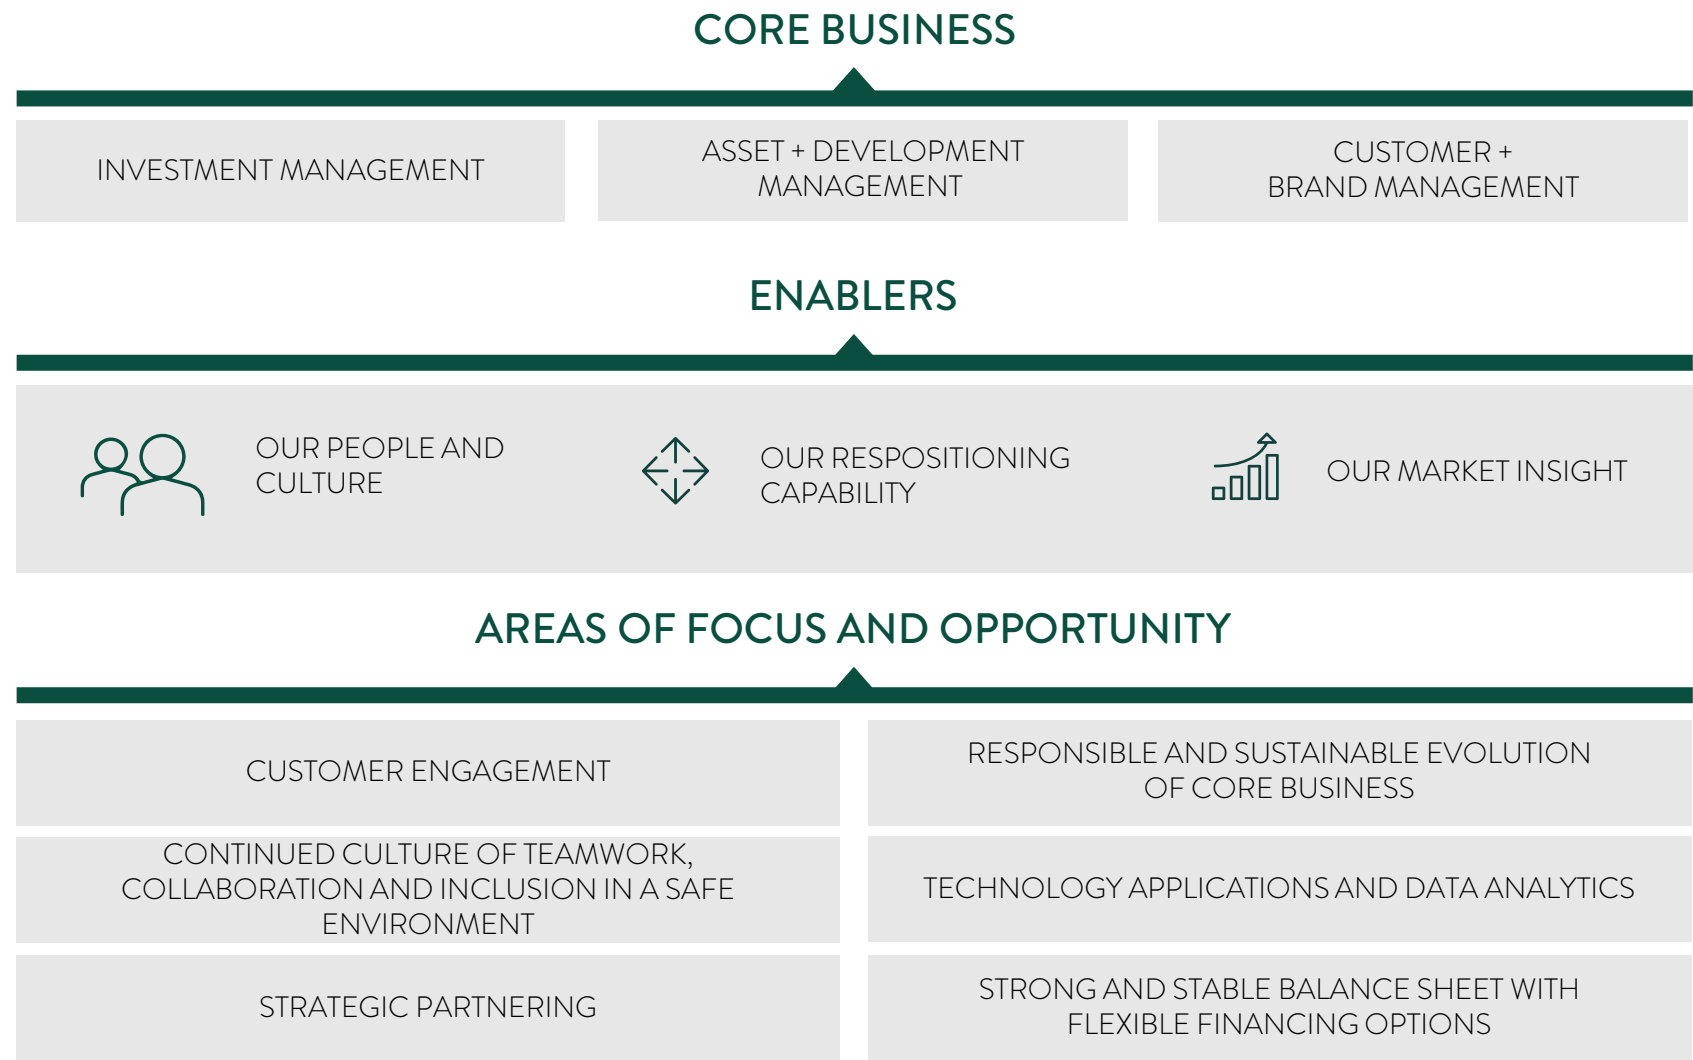 CORE BUSINESS
INVESTMENT MANAGEMENT
ASSET + DEVELOPMENT
MANAGEMENT
CUSTOMER +
BRAND MANAGEMENT
ENABLERS
OUR PEOPLE AND
CULTURE
OUR RESPOSITIONING
CAPABILITY
OUR MARKET INSIGHT
AREAS OF FOCUS AND OPPORTUNITY
CUSTOMER ENGAGEMENT
RESPONSIBLE AND SUSTAINABLE EVOLUTION
OF CORE BUSINESS
CONTINUED CULTURE OF TEAMWORK,
COLLABORATION AND INCLUSION IN A SAFE
ENVIRONMENT
TECHNOLOGY APPLICATIONS AND DATA ANALYTICS
STRATEGIC PARTNERING
STRONG AND STABLE BALANCE SHEET WITH
FLEXIBLE FINANCING OPTIONS